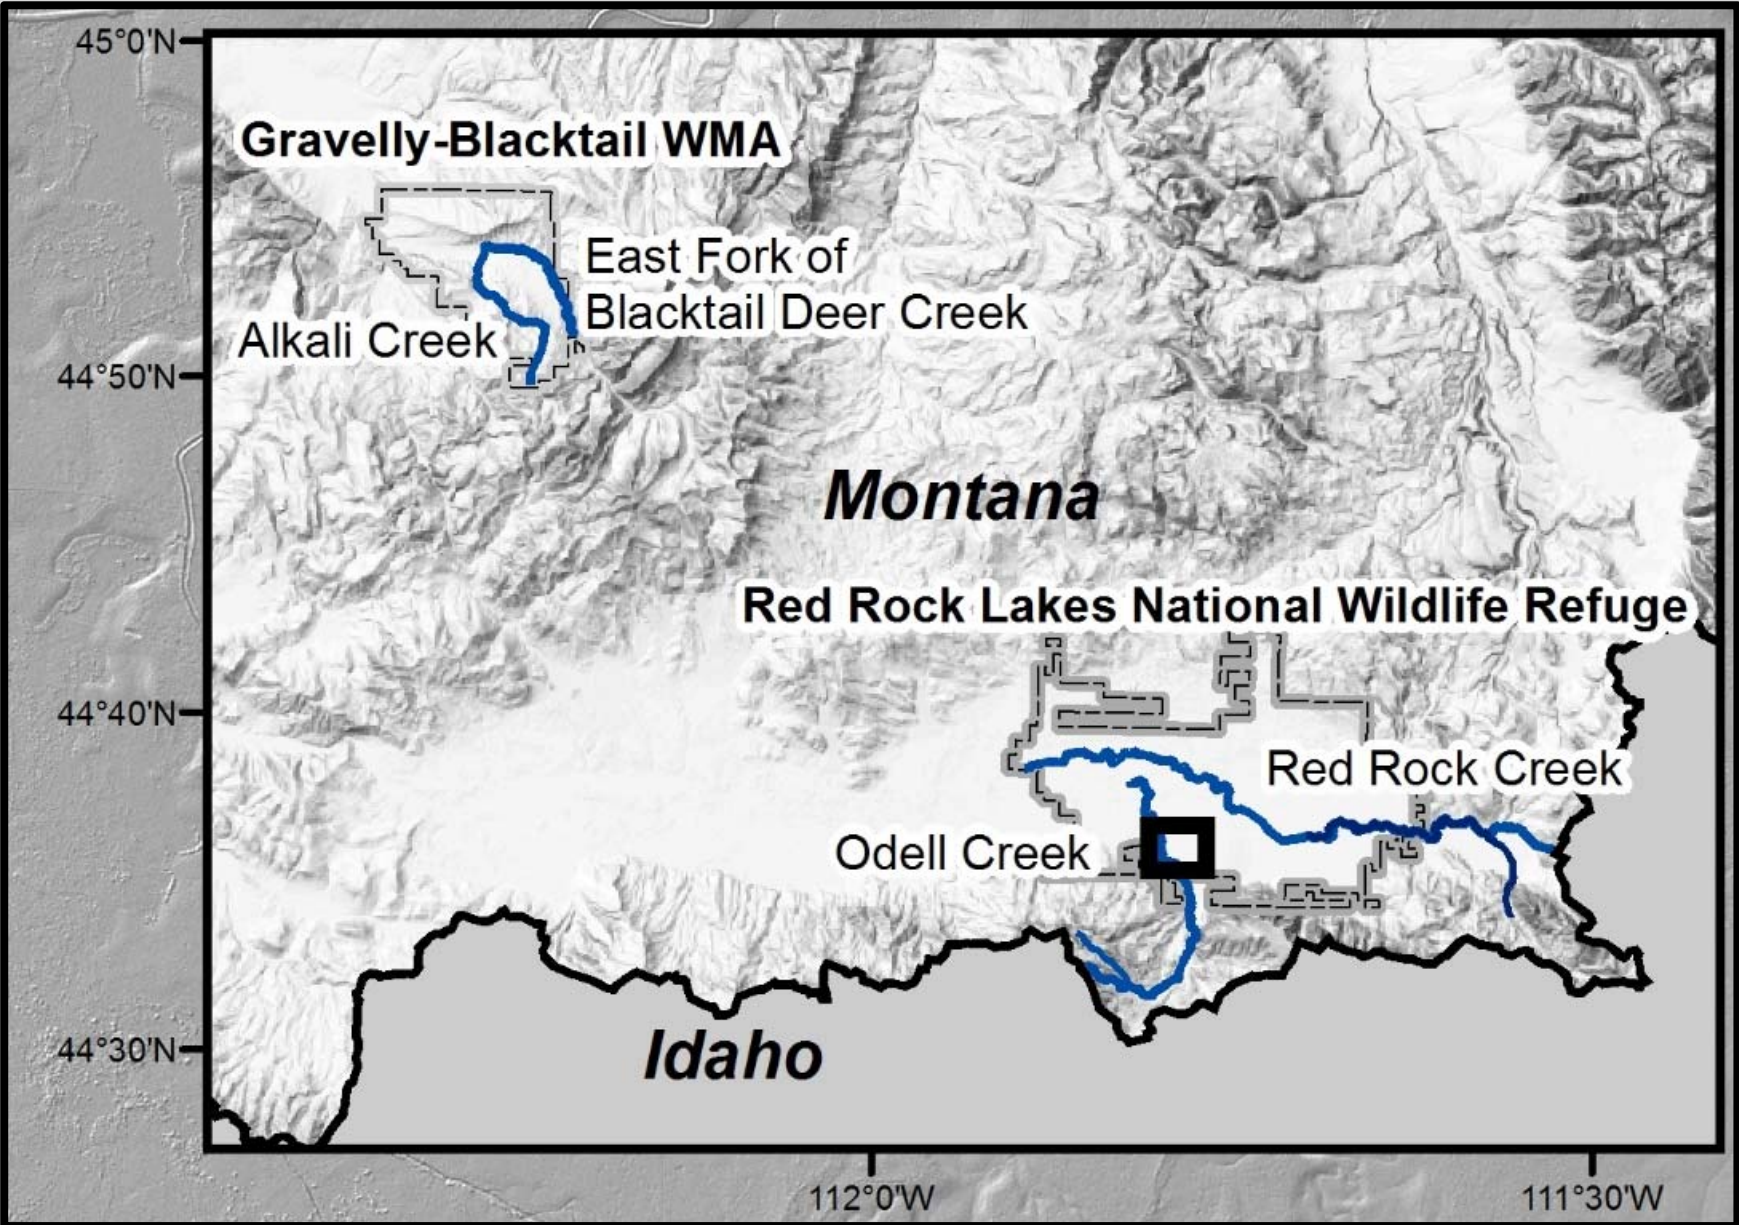 45°0'N
Gravelly-Blacktail WMA
East Fork of
Blacktail Deer Creek
Alkali Creek
44°50'N
Montana
Red Rock Lakes National Wildlife Refuge
44°40'N
Red Rock Creek
Odell Creek
44°30'N
Idaho
112°0'W
111°30'W